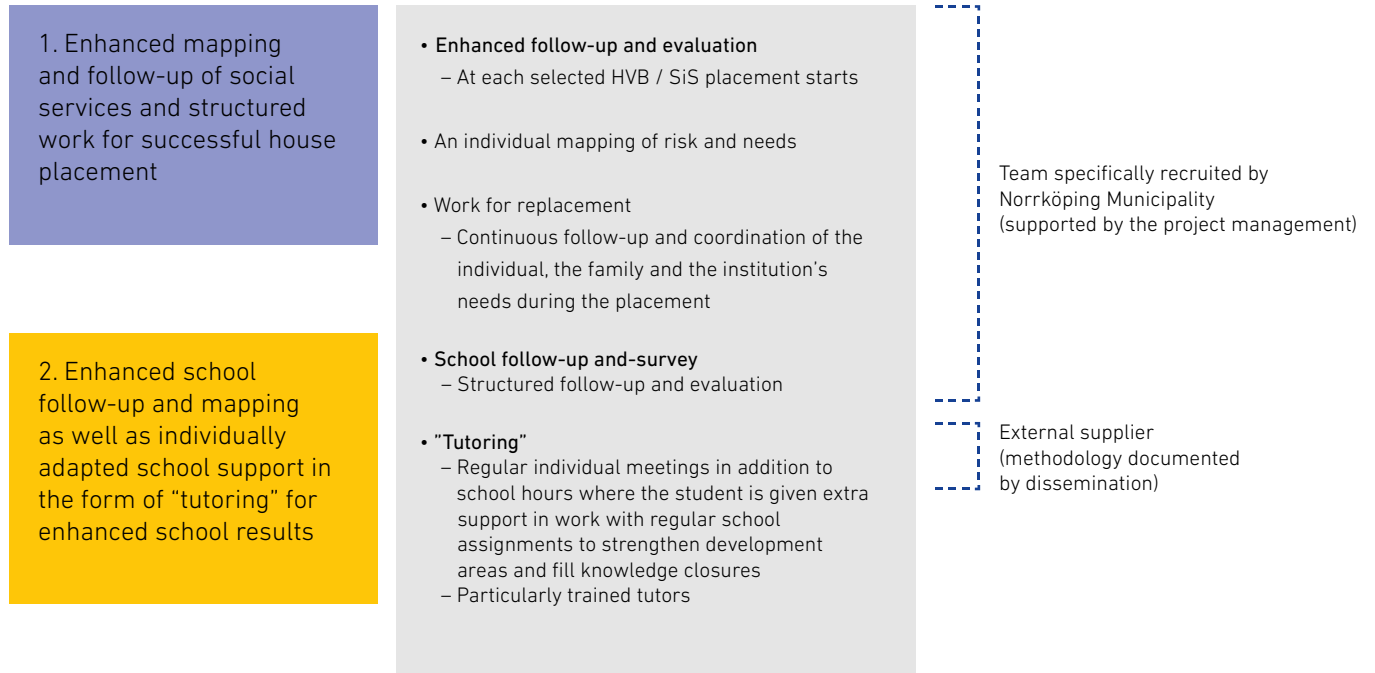 1. Enhanced mapping
and follow-up of social
services and structured
work for successful house
placement
2. Enhanced school
follow-up and mapping
as well as individually
adapted school support in
the form of “tutoring” for
enhanced school results
• Enhanced follow-up and evaluation
– At each selected HVB / SiS placement starts
• An individual mapping of risk and needs
• Work for replacement
– Continuous follow-up and coordination of the
individual, the family and the institution’s
needs during the placement
• School follow-up and-survey
– Structured follow-up and evaluation
• ”Tutoring”
– Regular individual meetings in addition to
school hours where the student is given extra
support in work with regular school
assignments to strengthen development
areas and fill knowledge closures
– Particularly trained tutors
Team specifically recruited by
Norrköping Municipality
(supported by the project management)
External supplier
(methodology documented
by dissemination)